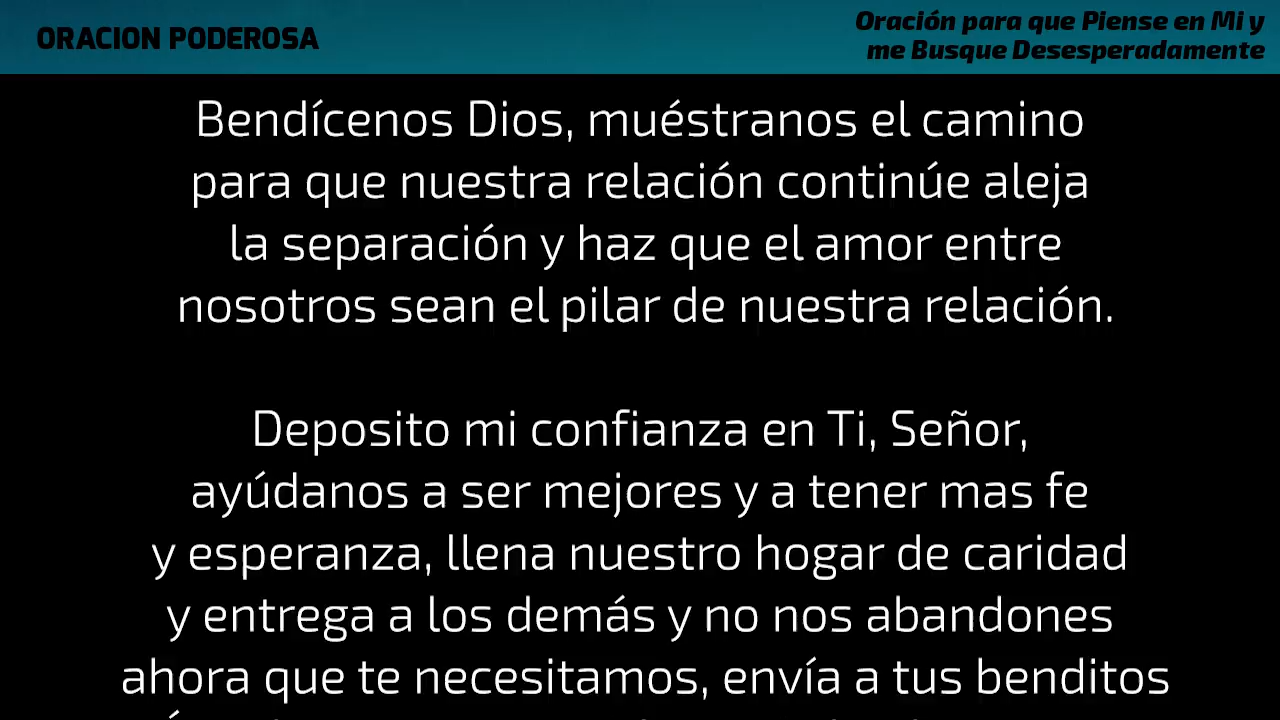 ORACION PODEROSA
Oración para que Piense en Mi y
me Busque Desesperadamente
Bendícenos Dios, muéstranos el camino
para que nuestra relación continúe aleja
la separación y haz que el amor entre
nosotros sean el pilar de nuestra relación.
Deposito mi confianza en Ti, Señor,
ayúdanos a ser mejores y a tener mas fe
y esperanza, llena nuestro hogar de caridad
y entrega a los demás y no nos abandones
ahora que te necesitamos, envía a tus benditos